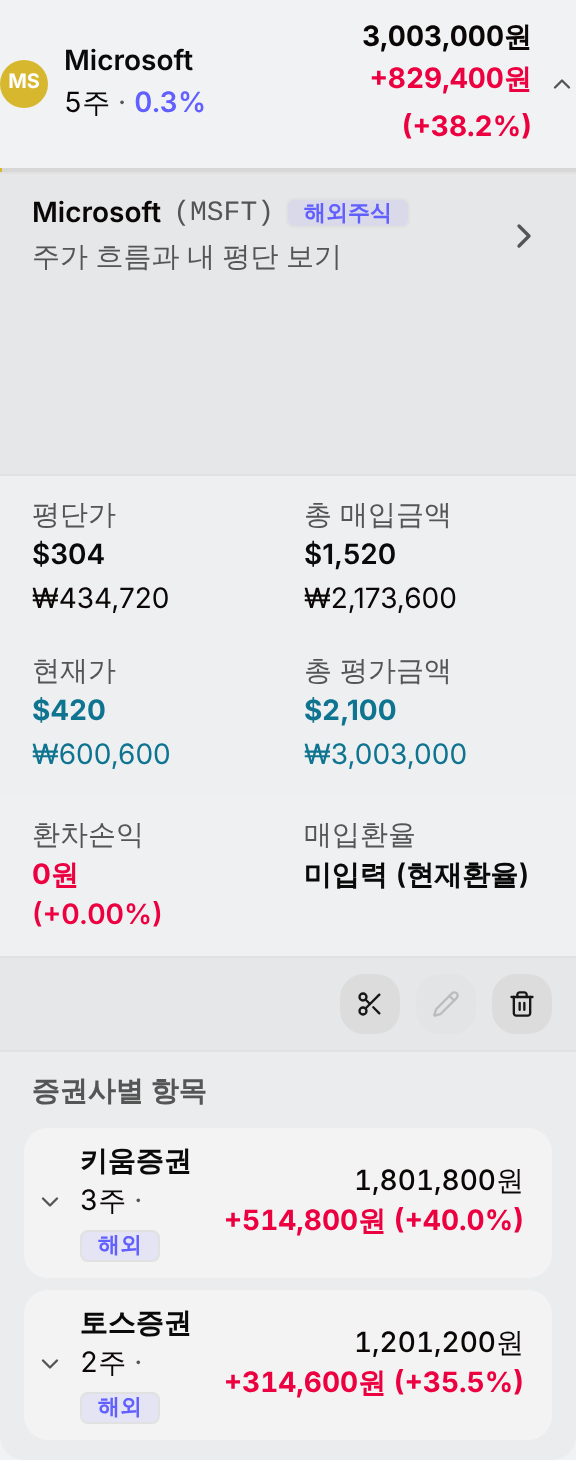 MS
Microsoft
5주 · 0.3%
3,003,000원
+829,400원
(+38.2%)
Microsoft (MSFT) 해외주식
주가 흐름과 내 평단 보기
평단가
$304
₩434,720
총 매입금액
$1,520
₩2,173,600
현재가
$420
₩600,600
총 평가금액
$2,100
₩3,003,000
환차손익
0원
(+0.00%)
매입환율
미입력 (현재환율)
증권사별 항목
키움증권
3주 ·
해외
1,801,800원
+514,800원 (+40.0%)
토스증권
2주 ·
해외
1,201,200원
+314,600원 (+35.5%)